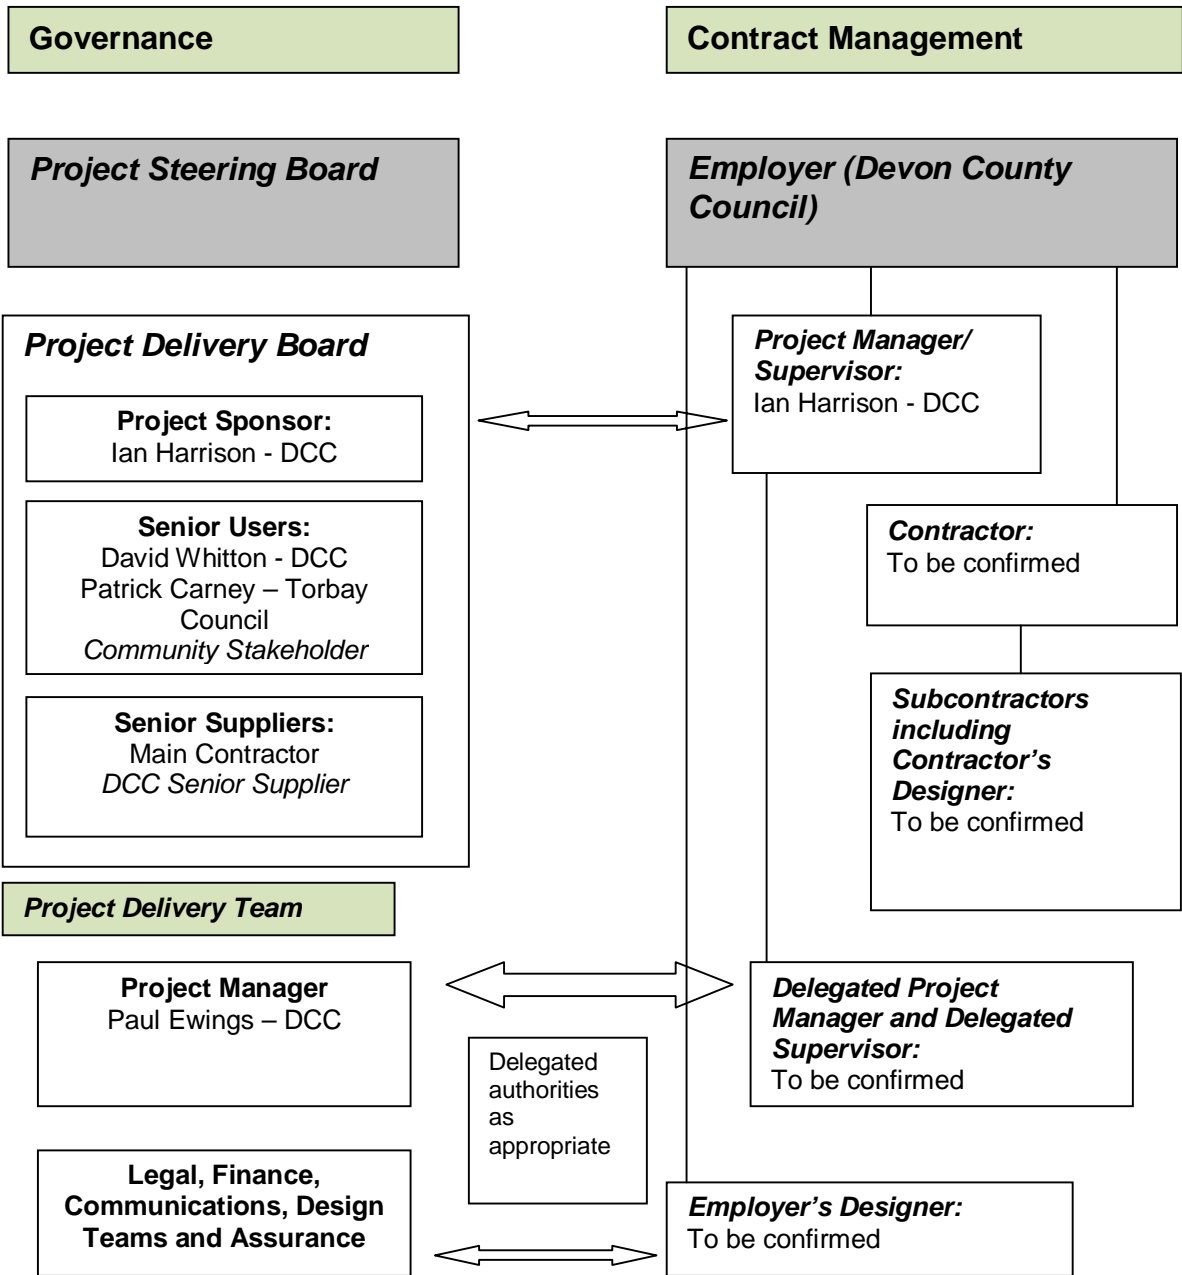 Governance
Contract Management
Project Steering Board
Employer (Devon County
Council)
Project Delivery Board
Project Sponsor:
Ian Harrison - DCC
Senior Users:
David Whitton - DCC
Patrick Carney – Torbay
Council
Community Stakeholder
Senior Suppliers:
Main Contractor
DCC Senior Supplier
Project Manager/
Supervisor:
Ian Harrison - DCC
Contractor:
To be confirmed
Subcontractors
including
Contractor’s
Designer:
To be confirmed
Project Delivery Team
Project Manager
Paul Ewings – DCC
Delegated
authorities
as
appropriate
Delegated Project
Manager and Delegated
Supervisor:
To be confirmed
Legal, Finance,
Communications, Design
Teams and Assurance
Employer’s Designer:
To be confirmed